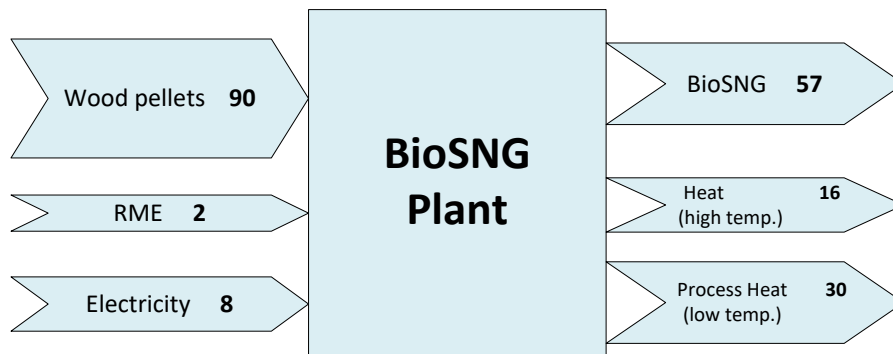 Wood pellets 90
RME 2
Electricity 8
BioSNG
Plant
BioSNG 57
Heat 16
(high temp.)
Process Heat 30
(low temp.)